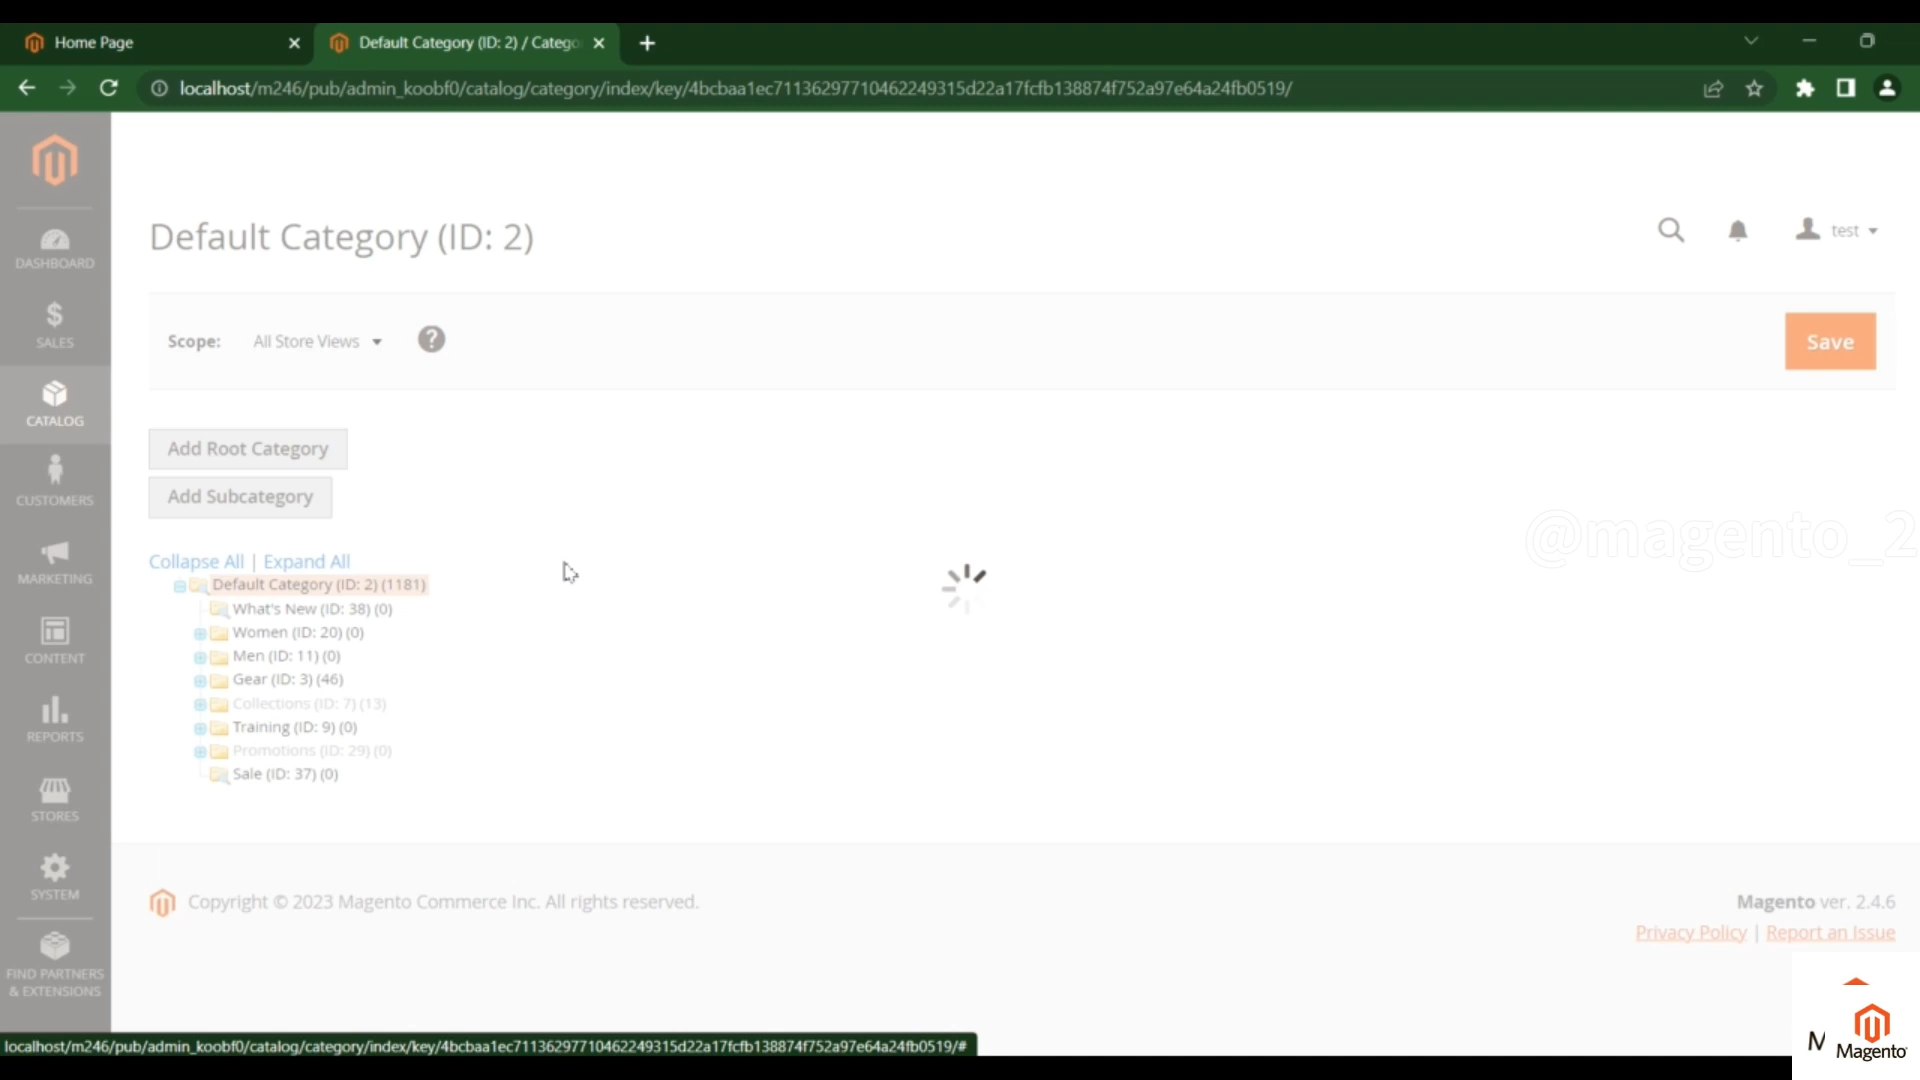 Home Page
Default Category (ID: 2) / Catego
localhost/m246/pub/admin_koobf0/catalog/category/index/key/4bcbaa1ec71136297710462249315d22a17fcfb138874f752a97e64a24fb0519/
Default Category (ID: 2)
test
DASHBOARD
SALES
CATALOG
CUSTOMERS
MARKETING
CONTENT
REPORTS
STORES
SYSTEM
FIND PARTNERS
& EXTENSIONS
Scope: All Store Views ?
Save
Add Root Category
Add Subcategory
@magento_2
Collapse All | Expand All
Default Category (ID: 2) (1181)
What's New (ID: 38) (0)
Women (ID: 20) (0)
Men (ID: 11) (0)
Gear (ID: 3) (46)
Collections (ID: 7) (13)
Training (ID: 9) (0)
Promotions (ID: 29) (0)
Sale (ID: 37) (0)
Copyright © 2023 Magento Commerce Inc. All rights reserved.
Magento ver. 2.4.6
Privacy Policy | Report an Issue
localhost/m246/pub/admin_koobf0/catalog/category/index/key/4bcbaa1ec71136297710462249315d22a17fcfb138874f752a97e64a24fb0519/#
M
Magento